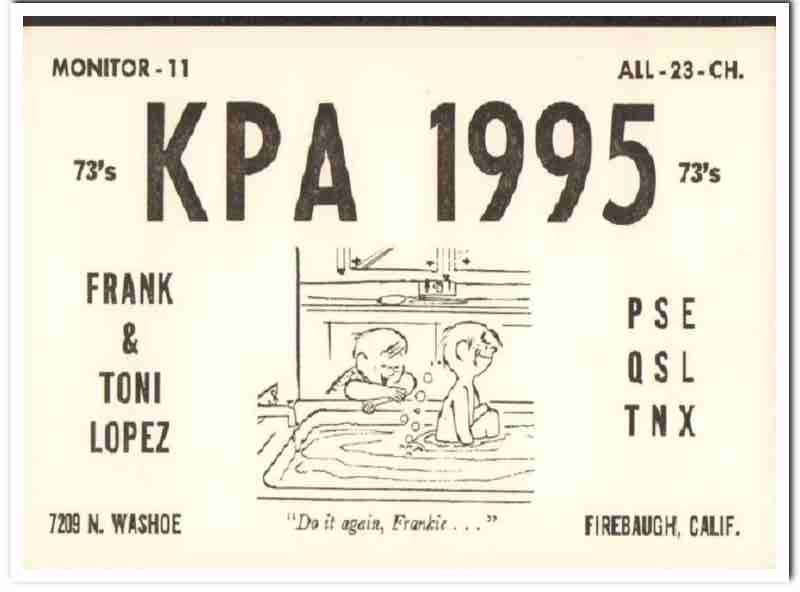 MONITOR - 11
ALL - 23 - CH.
73's KPA 1995 73's
FRANK
&
TONI
LOPEZ
PSE
QSL
TNX
"Do it again, Frankie . . . "
7209 N. WASHOE
FIREBAUGH, CALIF.